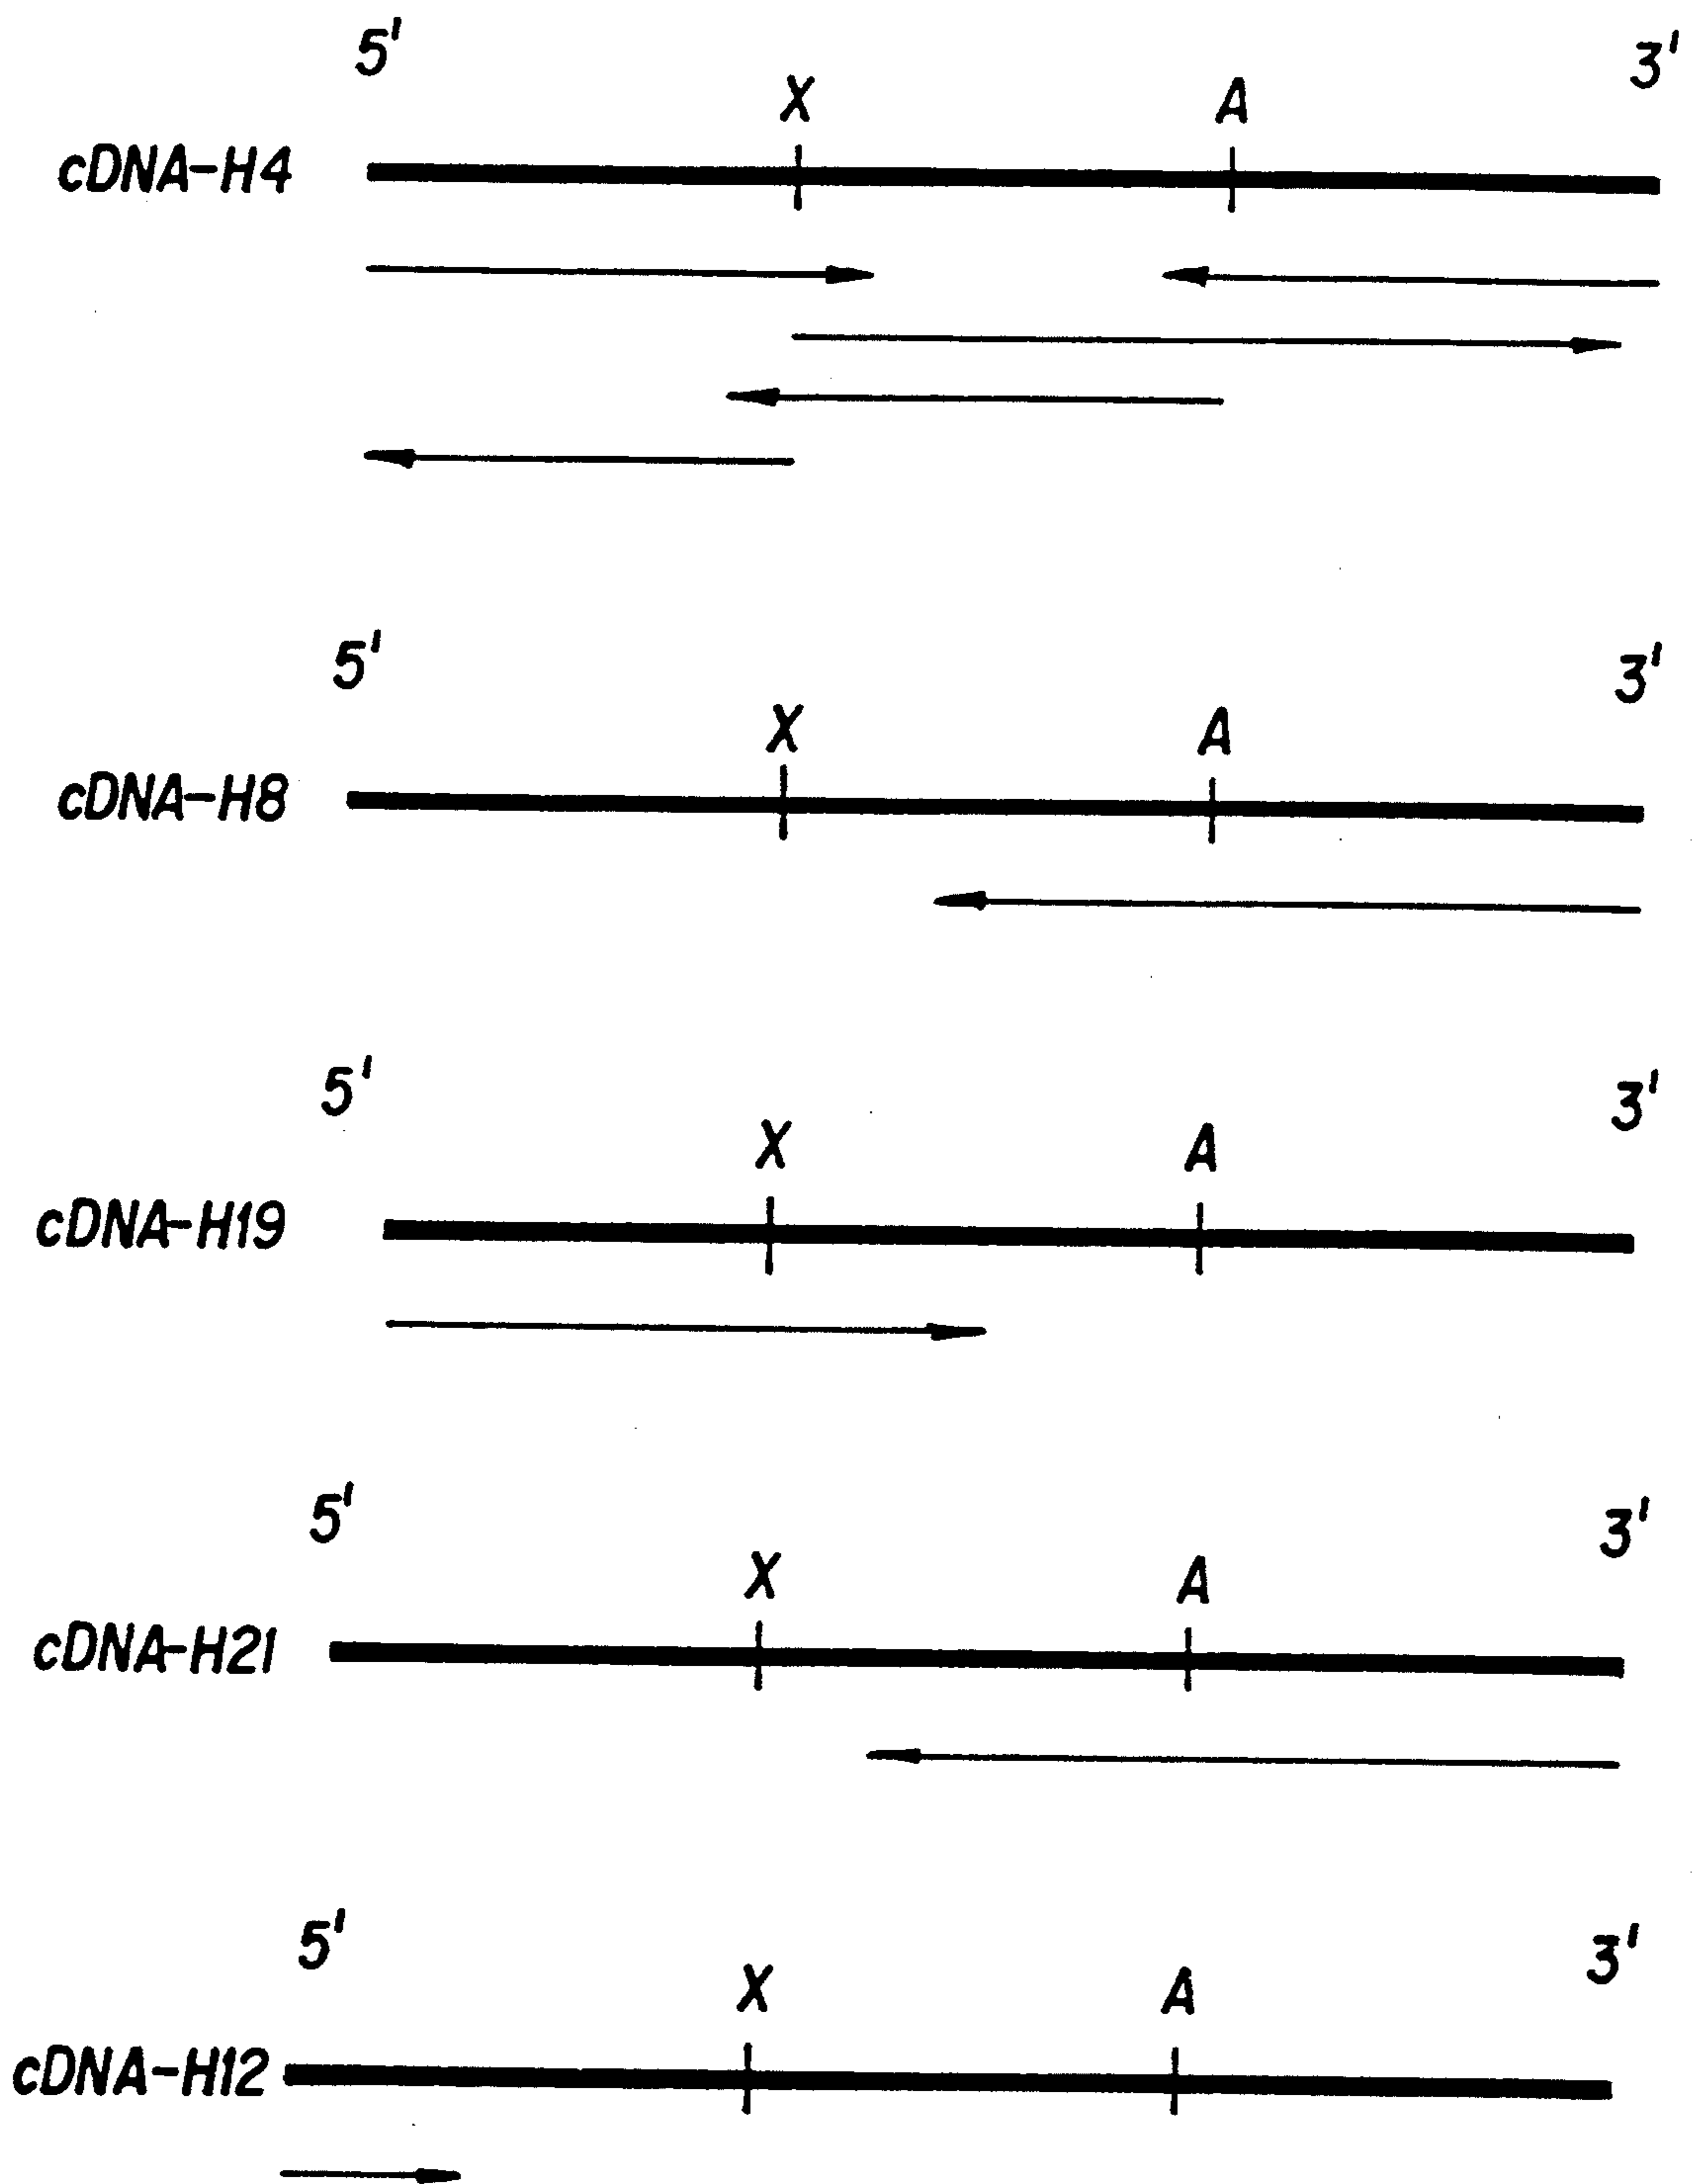 5' 3'
X A
cDNA-H4
5' 3'
X A
cDNA-H8
5' 3'
X A
cDNA-H19
5' 3'
X A
cDNA-H21
5' 3'
X A
cDNA-H12